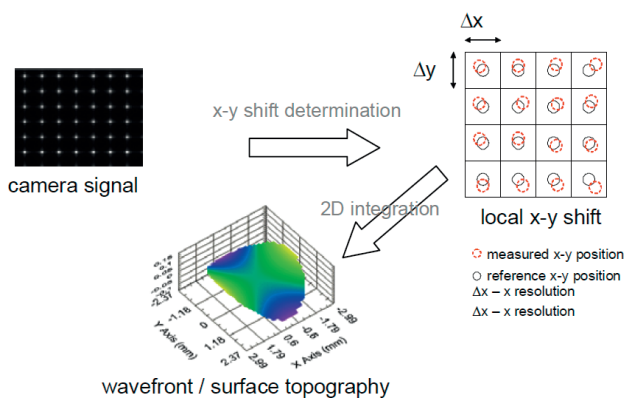 Δx
Δy
x-y shift determination
camera signal
2D integration
local x-y shift
measured x-y position
reference x-y position
Δx – x resolution
Δx – x resolution
-2.37
-1.18
0
1.18
2.37
Y Axis (mm)
-2.99
-1.79
-0.6
0.6
1.79
2.99
X Axis (mm)
wavefront / surface topography